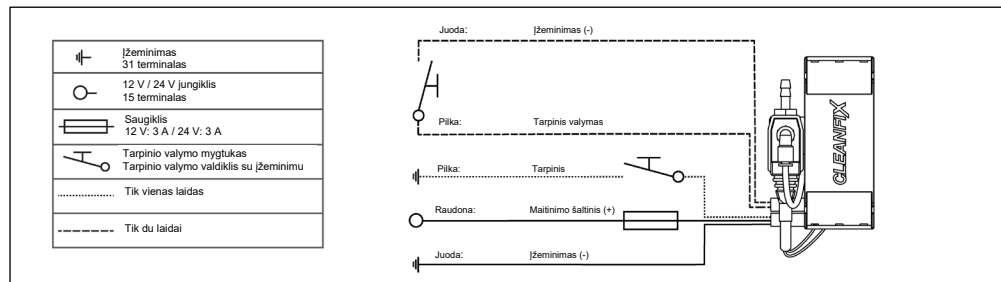 Įžeminimas
31 terminalas
12 V / 24 V jungiklis
15 terminalas
Saugiklis
12 V: 3 A / 24 V: 3 A
Tarpinio valymo mygtukas
Tarpinio valymo valdiklis su įžeminimu
Tik vienas laidas
Tik du laidai
Juoda: Įžeminimas (-)
Pilka: Tarpinis valymas
Pilka: Tarpinis
Raudona: Maitinimo šaltinis (+)
Juoda: Įžeminimas (-)
CLEANFIX